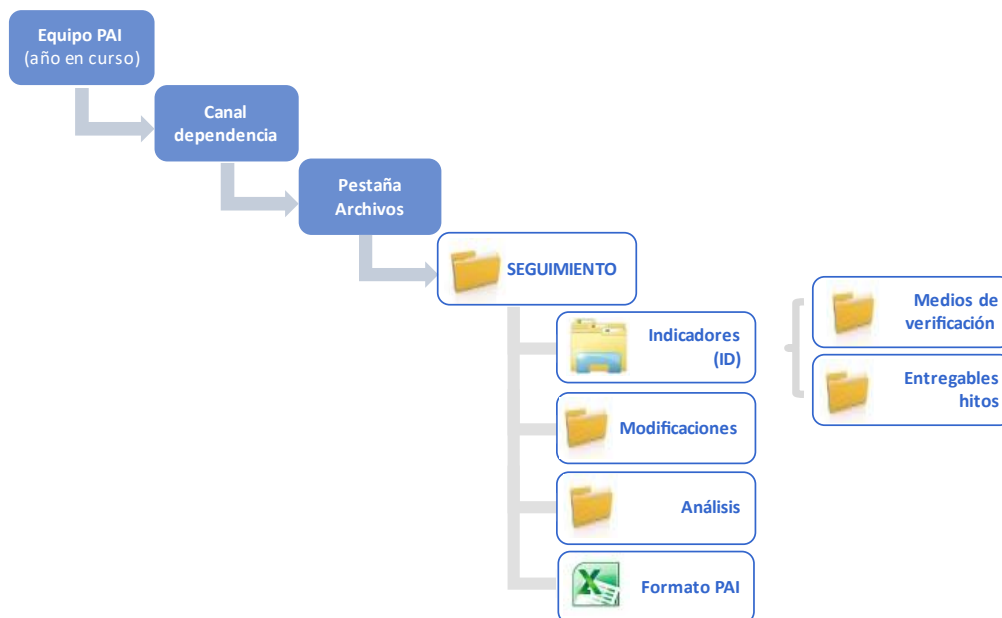 Equipo PAI
(año en curso)
Canal
dependencia
Pestaña
Archivos
SEGUIMIENTO
Indicadores
(ID)
Medios de
verificación
Entregables
hitos
Modificaciones
Análisis
Formato PAI